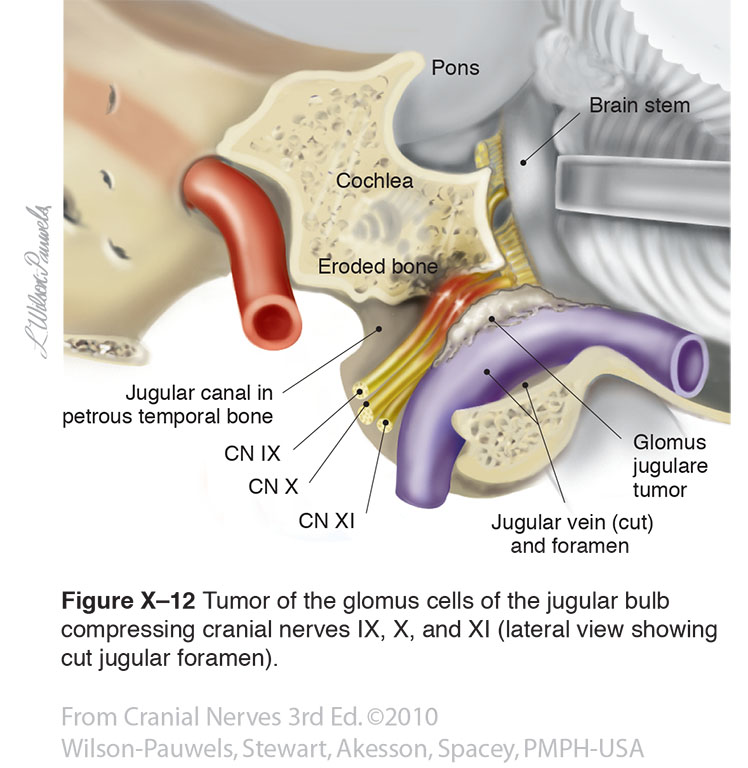 Pons
Brain stem
Cochlea
Eroded bone
L.Wilson-Pauwels
Jugular canal in
petrous temporal bone
CN IX
CN X
CN XI
Glomus
jugulare
tumor
Jugular vein (cut)
and foramen
Figure X–12 Tumor of the glomus cells of the jugular bulb
compressing cranial nerves IX, X, and XI (lateral view showing
cut jugular foramen).
From Cranial Nerves 3rd Ed. ©2010
Wilson-Pauwels, Stewart, Akesson, Spacey, PMPH-USA